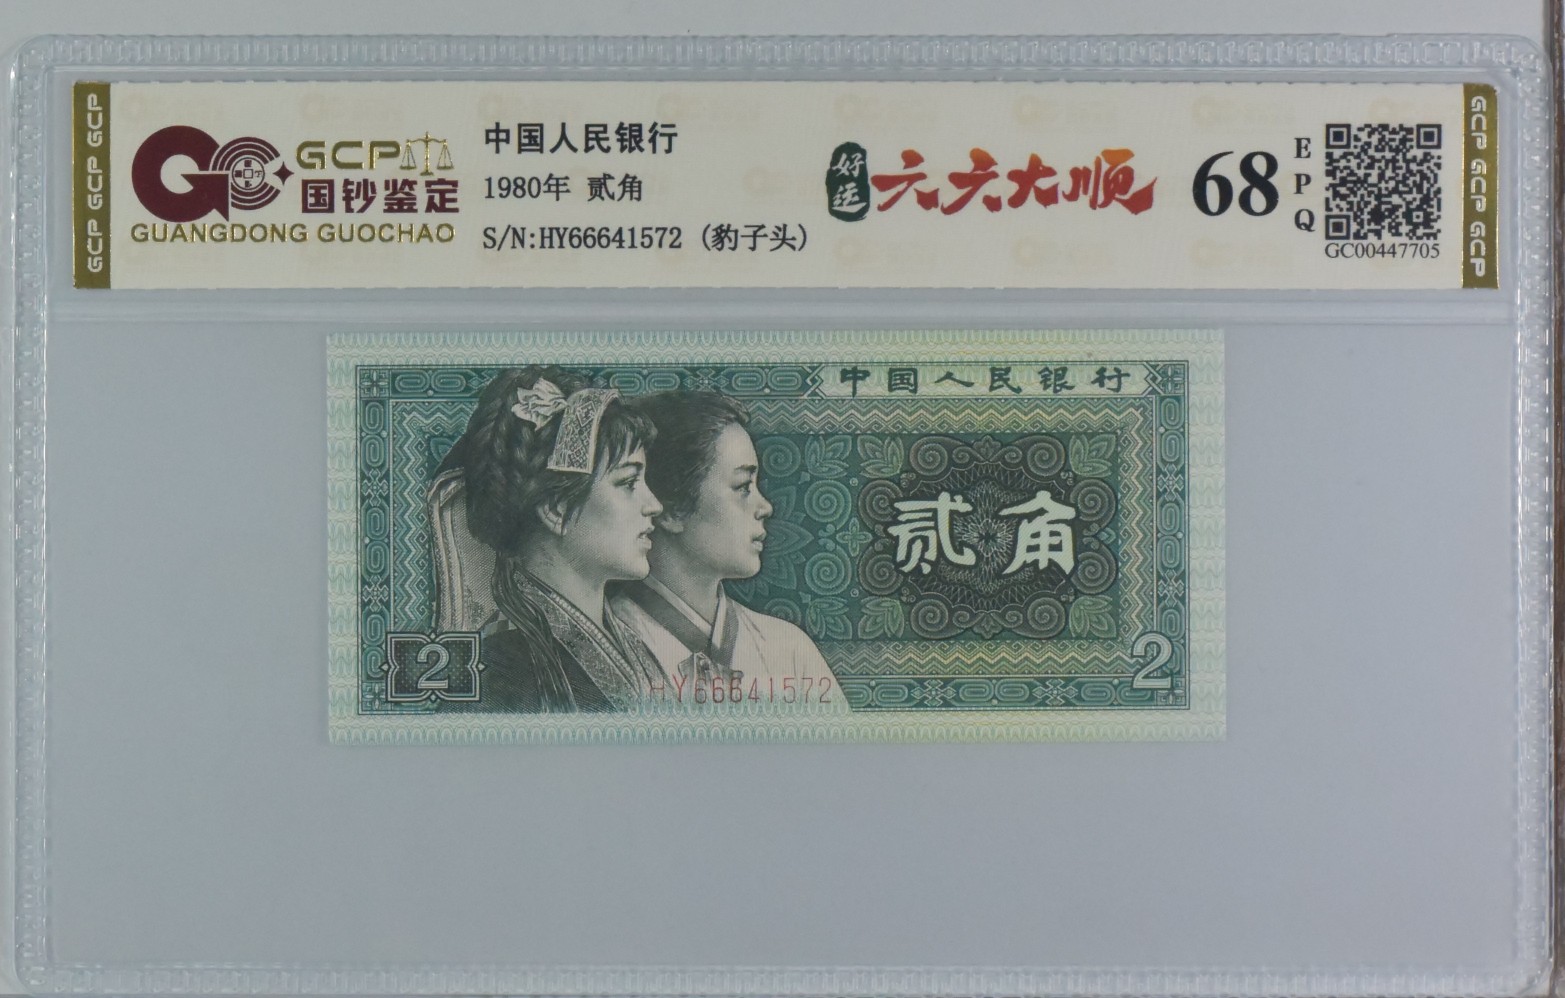 GCP GCP GCP
GCP
国钞鉴定
GUANGDONG GUOCHAO
中国人民银行
1980年 贰角
S/N:HY66641572 (豹子头)
好运
六六大顺
68
EPQ
GC00447705
GCP GCP GCP
中国人民银行
贰角
2
2
HY66641572